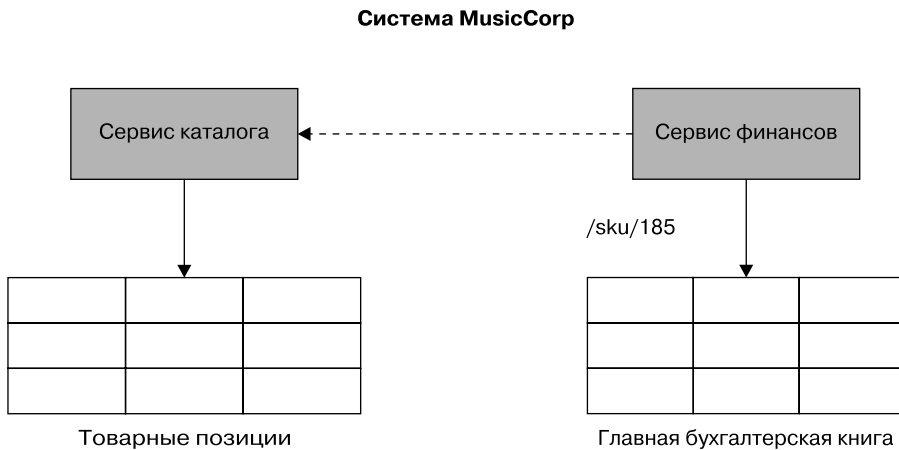 Система MusicCorp
Сервис каталога
Сервис финансов
/sku/185
Товарные позиции
Главная бухгалтерская книга